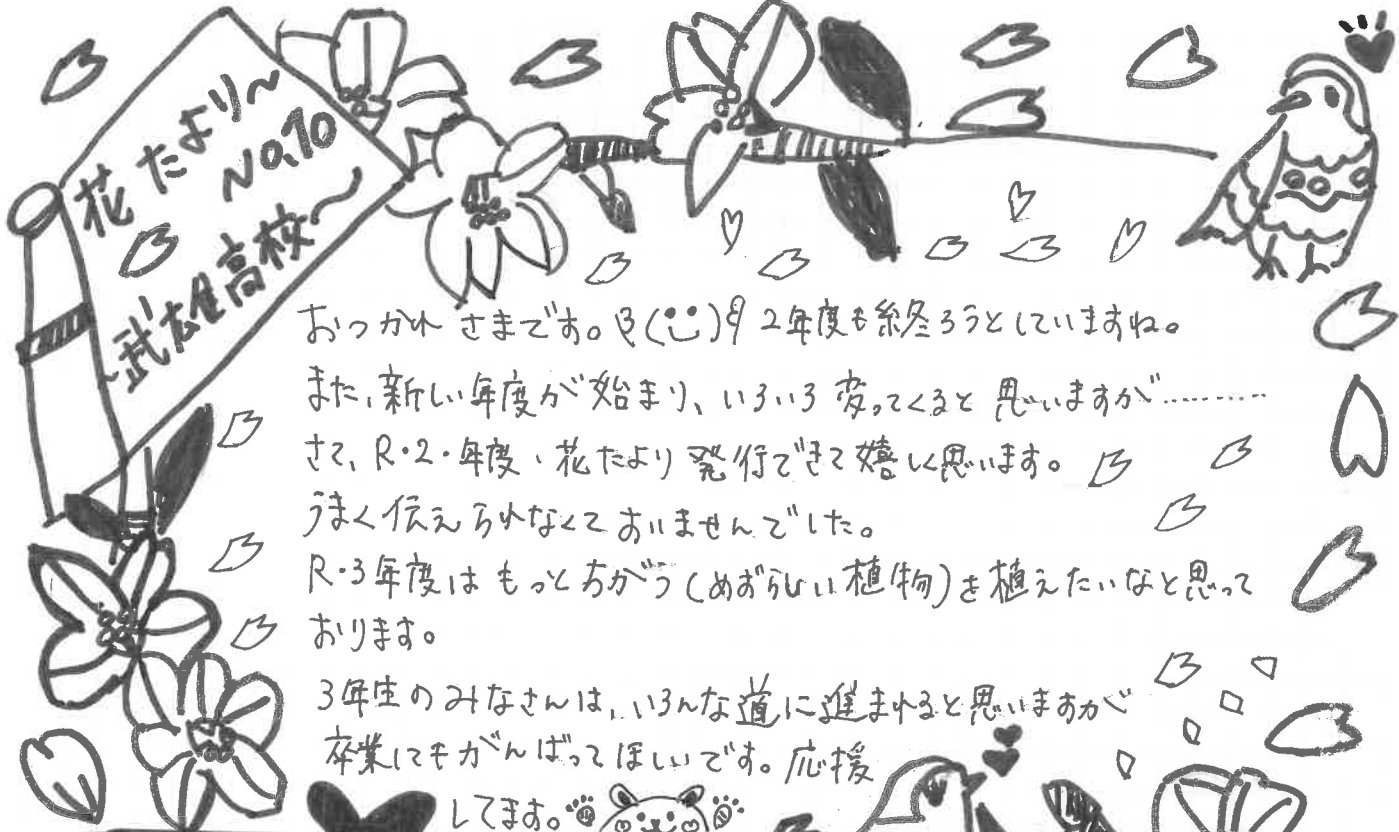 花たより〜
No.10
〜武雄高校〜
おつかれさまです。(••) 2年度も終ろうとしていますね。
また、新しい年度が始まり、いろいろ変ってくると思いますが…………
さて、R・2・年度・花たより発行できて嬉しく思います。
うまく伝えられなくてすいませんでした。
R・3年度はもっとちがう(めずらしい植物)を植えたいなと思って
おります。
3年生のみなさんは、いろんな道に進まれると思いますが
卒業してもがんばってほしいです。応援
してます。